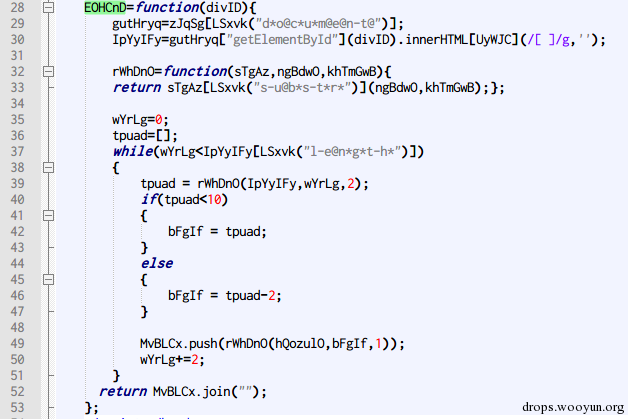 28 EOHCnD=function(divID){
29 gutHryq=zJqSg[LSxvk("d*o@c*u*m@e@n-t@")];
30 IpYyIFy=gutHryq["getElementById"](divID).innerHTML[UyWJC](/[ ]/g,'');
31
32 rWhDnO=function(sTgAz,ngBdwO,khTmGwB){
33 return sTgAz[LSxvk("s-u@b*s-t*r*")](ngBdwO,khTmGwB);};
34
35 wYrLg=0;
36 tpuad=[];
37 while(wYrLg<IpYyIFy[LSxvk("l-e@n*g*t-h*")])
38 {
39 tpuad = rWhDnO(IpYyIFy,wYrLg,2);
40 if(tpuad<10)
41 {
42 bFgIf = tpuad;
43 }
44 else
45 {
46 bFgIf = tpuad-2;
47 }
48
49 MvBLCx.push(rWhDnO(hQozulO,bFgIf,1));
50 wYrLg+=2;
51 }
52 return MvBLCx.join("");
53 };
drops.wooyun.org